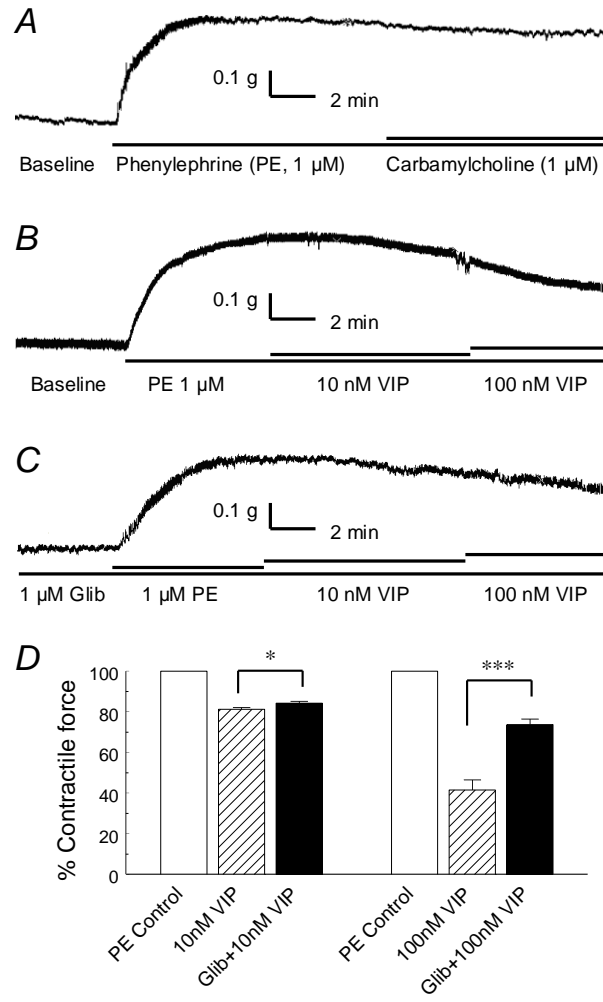 A
0.1 g
2 min
Baseline Phenylephrine (PE, 1 µM) Carbamylcholine (1 µM)
B
0.1 g
2 min
Baseline PE 1 µM 10 nM VIP 100 nM VIP
C
0.1 g
2 min
1 µM Glib 1 µM PE 10 nM VIP 100 nM VIP
D
% Contractile force
100
80
60
40
20
0
*
***
PE Control
10nM VIP
Glib+10nM VIP
PE Control
100nM VIP
Glib+100nM VIP